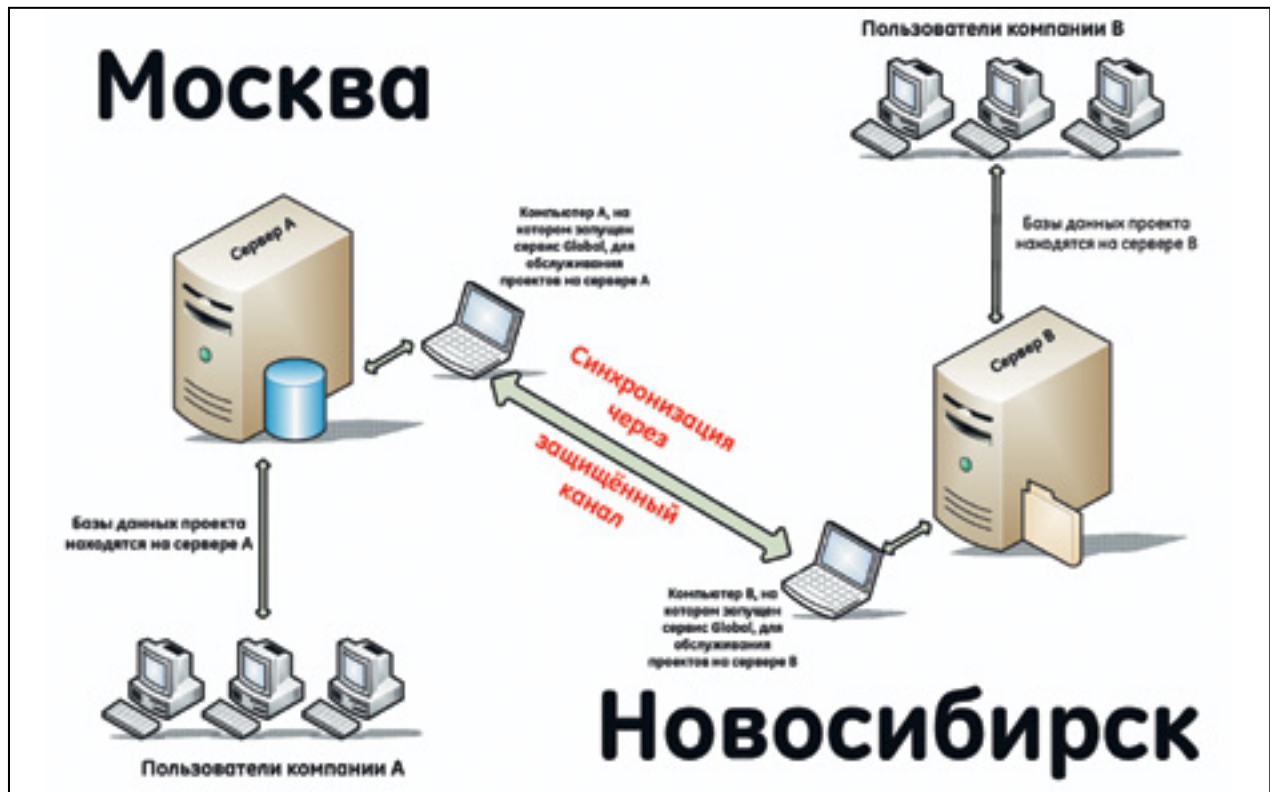 Москва
Пользователи компании В
Сервер А
Компьютер А, на
котором запущен
сервис Global, для
обслуживания
проектов на сервере А
Базы данных проекта
находятся на сервере В
Синхронизация
через
защищённый
канал
Сервер В
Базы данных проекта
находятся на сервере А
Компьютер В, на
котором запущен
сервис Global, для
обслуживания
проектов на сервере В
Пользователи компании А
Новосибирск